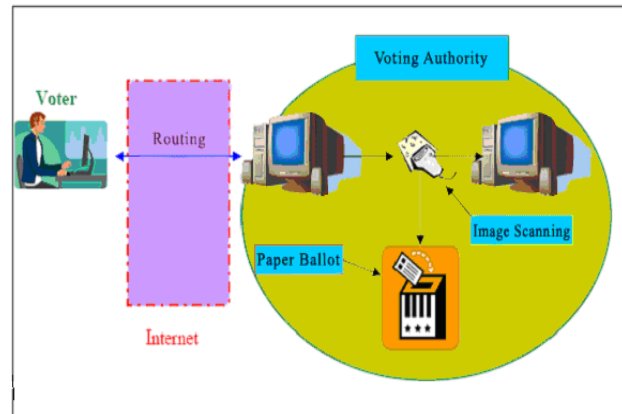 Voting Authority
Voter
Routing
Image Scanning
Paper Ballot
Internet